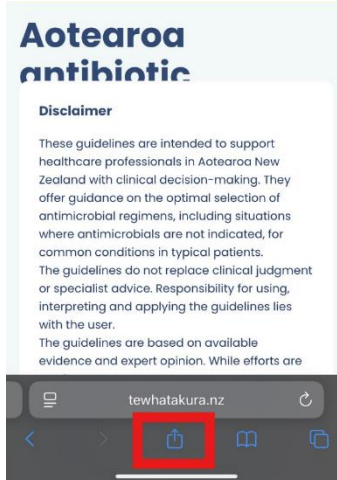 Aotearoa
antibiotic
Disclaimer
These guidelines are intended to support
healthcare professionals in Aotearoa New
Zealand with clinical decision-making. They
offer guidance on the optimal selection of
antimicrobial regimens, including situations
where antimicrobials are not indicated, for
common conditions in typical patients.
The guidelines do not replace clinical judgment
or specialist advice. Responsibility for using,
interpreting and applying the guidelines lies
with the user.
The guidelines are based on available
evidence and expert opinion. While efforts are
tewhatakura.nz